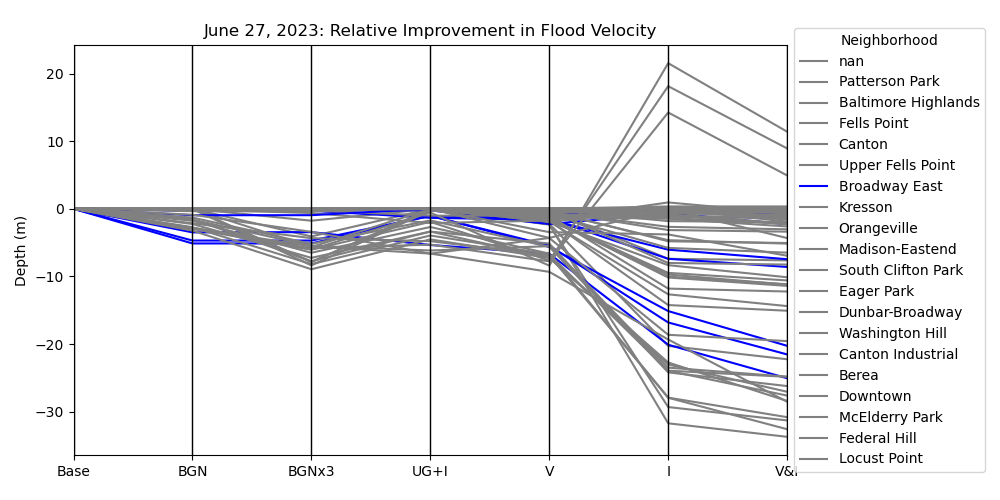 June 27, 2023: Relative Improvement in Flood Velocity
Depth (m)
20
10
0
−10
−20
−30
Base
BGN
BGNx3
UG+I
V
I
V&I
Neighborhood
nan
Patterson Park
Baltimore Highlands
Fells Point
Canton
Upper Fells Point
Broadway East
Kresson
Orangeville
Madison-Eastend
South Clifton Park
Eager Park
Dunbar-Broadway
Washington Hill
Canton Industrial
Berea
Downtown
McElderry Park
Federal Hill
Locust Point